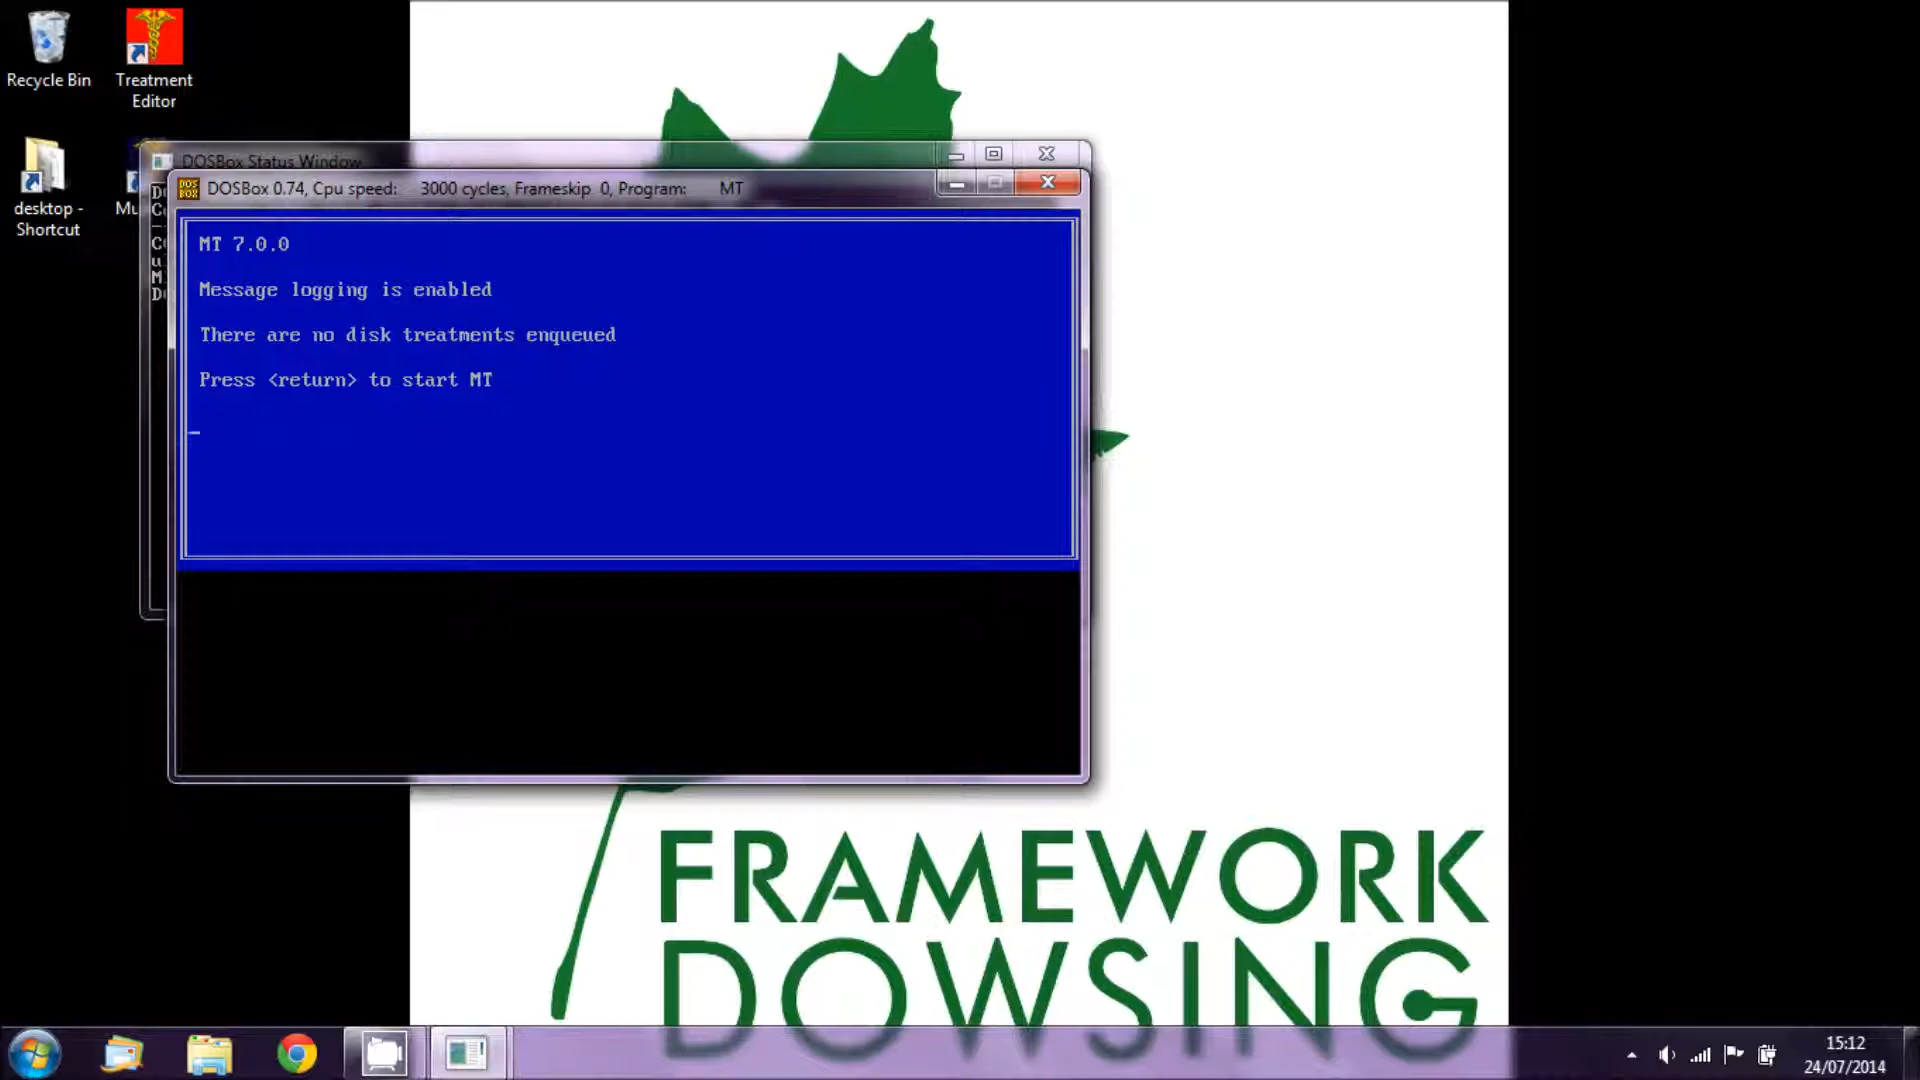 Recycle Bin
Treatment
Editor
desktop -
Shortcut
Mu
DOSBox Status Window
DOSBox 0.74, Cpu speed: 3000 cycles, Frameskip 0, Program: MT
MT 7.0.0
Message logging is enabled
There are no disk treatments enqueued
Press <return> to start MT
FRAMEWORK
DOWSING
15:12
24/07/2014